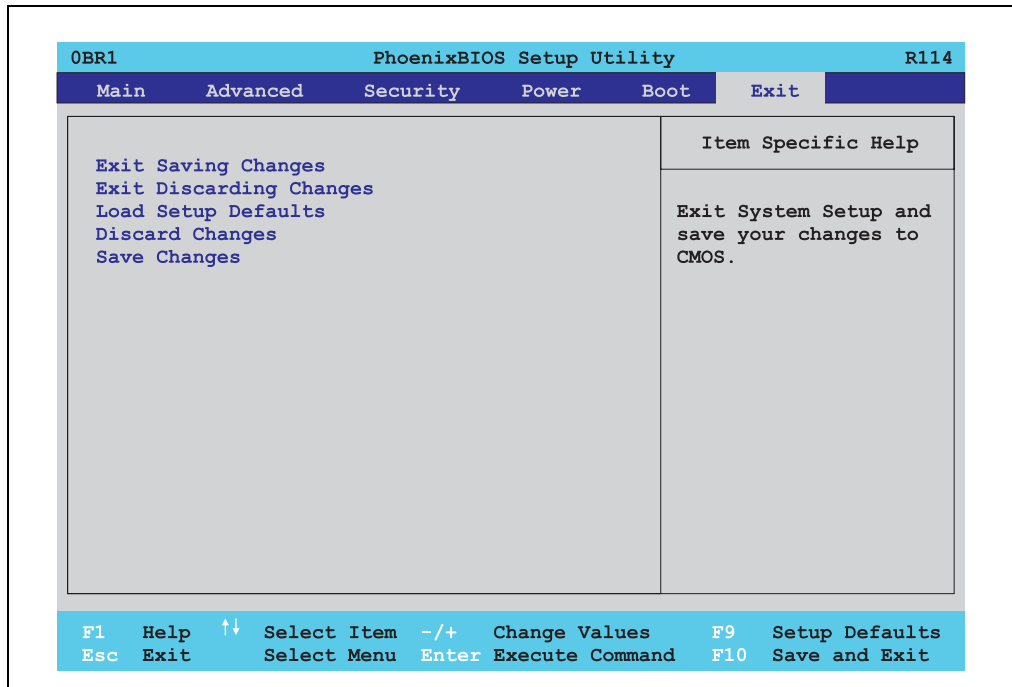 0BR1 PhoenixBIOS Setup Utility R114
Main Advanced Security Power Boot Exit
Exit Saving Changes
Exit Discarding Changes
Load Setup Defaults
Discard Changes
Save Changes
Item Specific Help
Exit System Setup and
save your changes to
CMOS.
F1 Help ↑↓ Select Item -/+ Change Values F9 Setup Defaults
Esc Exit Select Menu Enter Execute Command F10 Save and Exit